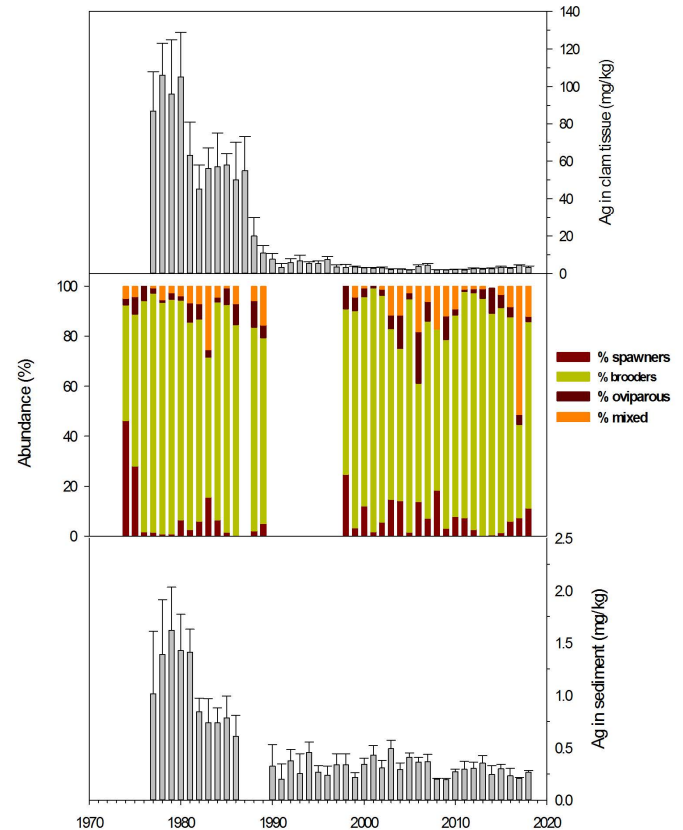 140
120
100
80
60
40
20
0
Ag in clam tissue (mg/kg)
100
80
60
40
20
0
Abundance (%)
% spawners
% brooders
% oviparous
% mixed
2.5
2.0
1.5
1.0
0.5
0.0
Ag in sediment (mg/kg)
1970 1980 1990 2000 2010 2020